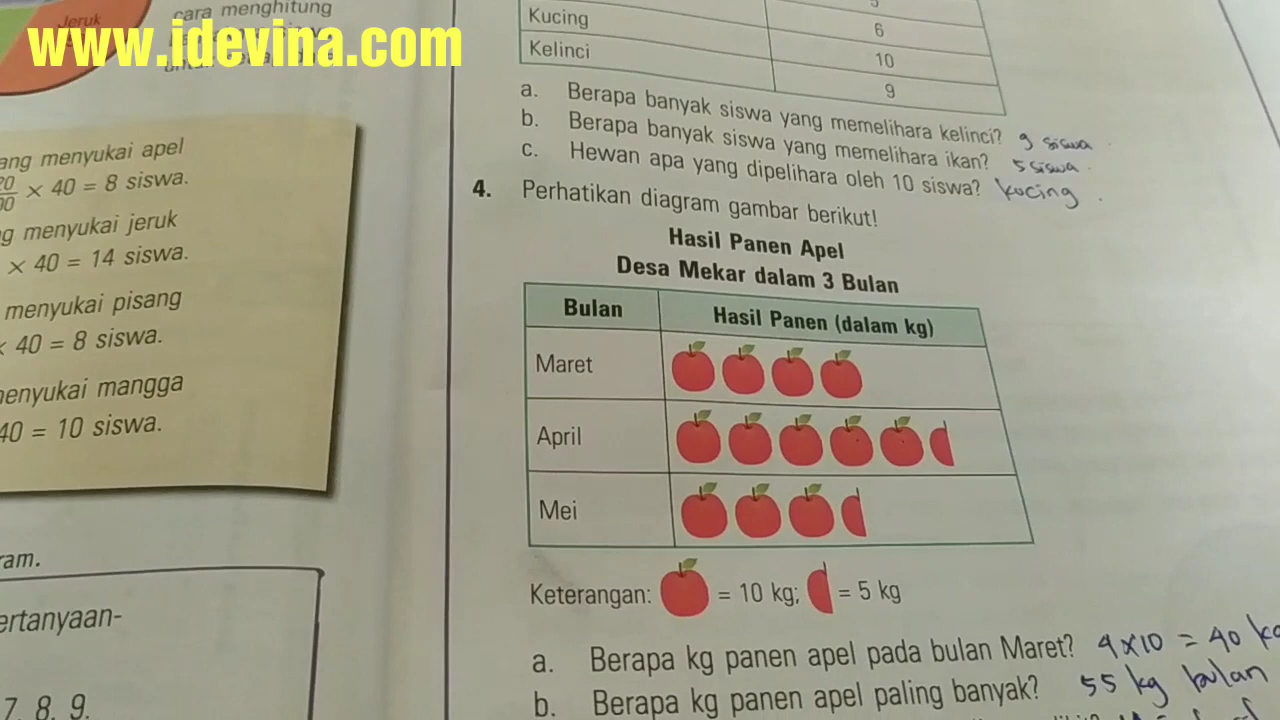 www.idevina.com
Jeruk
cara menghitung
ang menyukai apel
× 40 = 8 siswa.
g menyukai jeruk
× 40 = 14 siswa.
menyukai pisang
× 40 = 8 siswa.
menyukai mangga
40 = 10 siswa.
ram.
ertanyaan-
7, 8, 9.
5
Kucing 6
Kelinci 10
9
a. Berapa banyak siswa yang memelihara kelinci? 9 siswa
b. Berapa banyak siswa yang memelihara ikan? 5 siswa
c. Hewan apa yang dipelihara oleh 10 siswa? kucing
4. Perhatikan diagram gambar berikut!
Hasil Panen Apel
Desa Mekar dalam 3 Bulan
Bulan Hasil Panen (dalam kg)
Maret
April
Mei
Keterangan: = 10 kg; = 5 kg
a. Berapa kg panen apel pada bulan Maret? 4×10 = 40 kg
b. Berapa kg panen apel paling banyak? 55 kg bulan